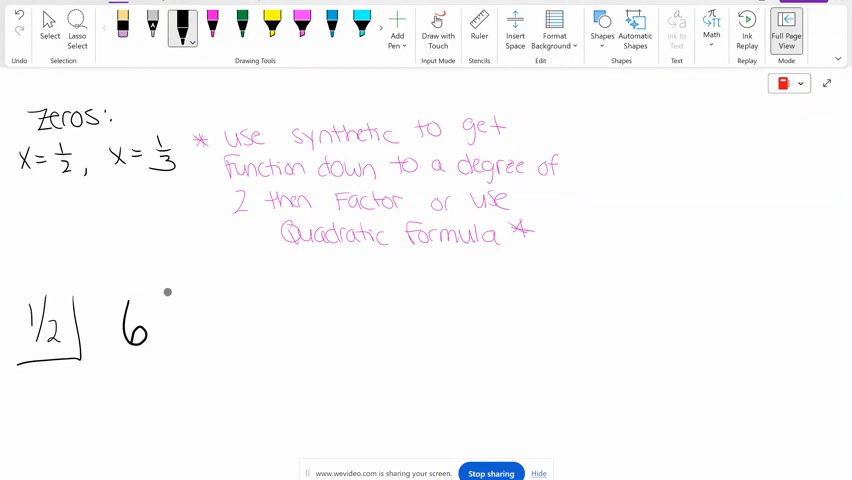 Undo
Select
Lasso Select
Selection
Drawing Tools
Add Pen
Draw with Touch
Input Mode
Ruler
Stencils
Insert Space
Format Background
Edit
Shapes
Automatic Shapes
Shapes
Ink to Text
Text
Math
Math
Ink Replay
Replay
Full Page View
Mode
Zeros:
x = 1/2, x = 1/3
* use synthetic to get
function down to a degree of
2 then Factor or use
Quadratic Formula *
1/2 6
www.wevideo.com is sharing your screen. Stop sharing Hide